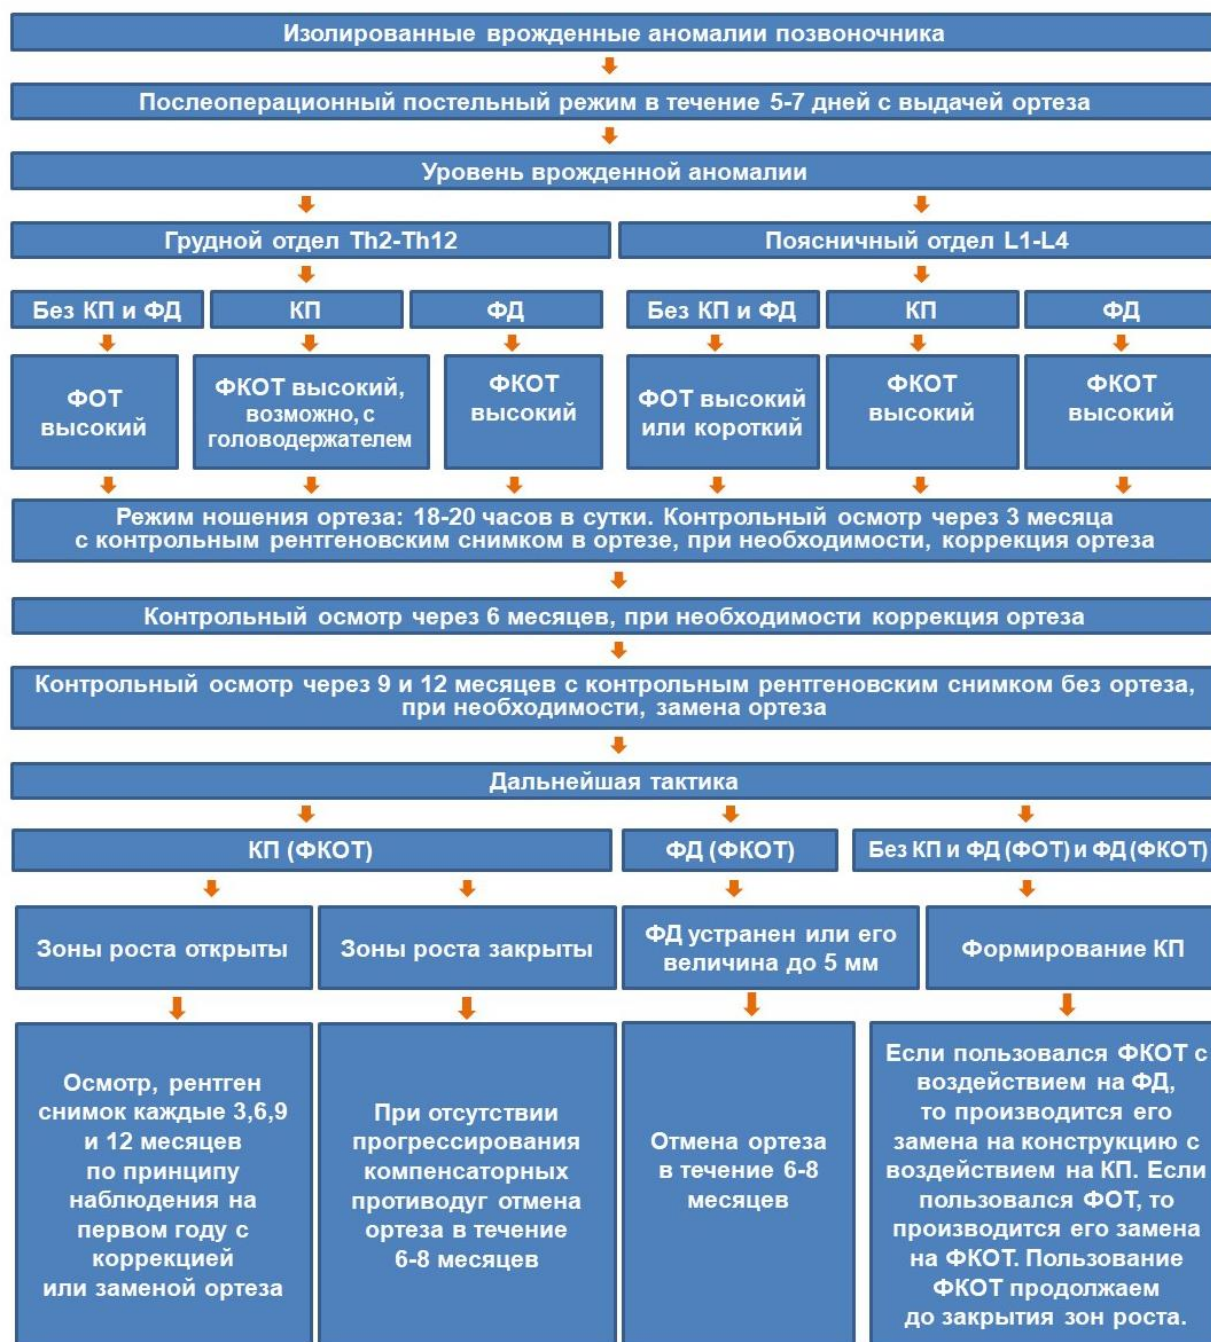 Изолированные врожденные аномалии позвоночника
Послеоперационный постельный режим в течение 5-7 дней с выдачей ортеза
Уровень врожденной аномалии
Грудной отдел Th2-Th12
Поясничный отдел L1-L4
Без КП и ФД
КП
ФД
Без КП и ФД
КП
ФД
ФОТ
высокий
ФКОТ высокий,
возможно, с
головодержателем
ФКОТ
высокий
ФОТ высокий
или короткий
ФКОТ
высокий
ФКОТ
высокий
Режим ношения ортеза: 18-20 часов в сутки. Контрольный осмотр через 3 месяца
с контрольным рентгеновским снимком в ортезе, при необходимости, коррекция ортеза
Контрольный осмотр через 6 месяцев, при необходимости коррекция ортеза
Контрольный осмотр через 9 и 12 месяцев с контрольным рентгеновским снимком без ортеза,
при необходимости, замена ортеза
Дальнейшая тактика
КП (ФКОТ)
ФД (ФКОТ)
Без КП и ФД (ФОТ) и ФД (ФКОТ)
Зоны роста открыты
Зоны роста закрыты
ФД устранен или его
величина до 5 мм
Формирование КП
Осмотр, рентген
снимок каждые 3,6,9
и 12 месяцев
по принципу
наблюдения на
первом году с
коррекцией
или заменой ортеза
При отсутствии
прогрессирования
компенсаторных
противодуг отмена
ортеза в течение
6-8 месяцев
Отмена ортеза
в течение 6-8
месяцев
Если пользовался ФКОТ с
воздействием на ФД,
то производится его
замена на конструкцию с
воздействием на КП. Если
пользовался ФОТ, то
производится его замена
на ФКОТ. Пользование
ФКОТ продолжаем
до закрытия зон роста.